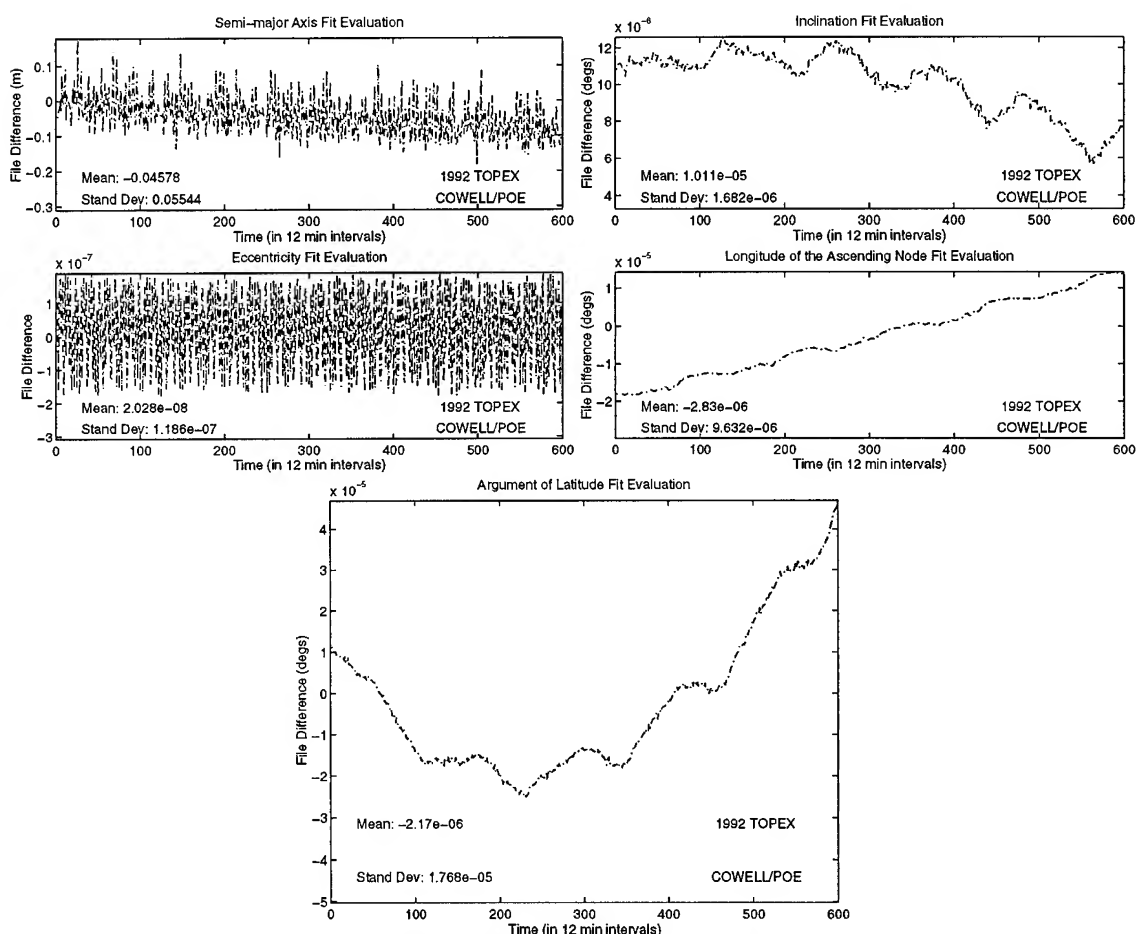 Semi-major Axis Fit Evaluation
File Difference (m)
0.1
0
-0.1
-0.2
-0.3
Mean: -0.04578
Stand Dev: 0.05544
1992 TOPEX
COWELL/POE
0 100 200 300 400 500 600
Time (in 12 min intervals)
Inclination Fit Evaluation
x 10^-6
File Difference (degs)
12
10
8
6
4
Mean: 1.011e-05
Stand Dev: 1.682e-06
1992 TOPEX
COWELL/POE
0 100 200 300 400 500 600
Time (in 12 min intervals)
Eccentricity Fit Evaluation
x 10^-7
File Difference
1
0
-1
-2
-3
Mean: 2.028e-08
Stand Dev: 1.186e-07
1992 TOPEX
COWELL/POE
0 100 200 300 400 500 600
Time (in 12 min intervals)
Longitude of the Ascending Node Fit Evaluation
x 10^-5
File Difference (degs)
1
0
-1
-2
Mean: -2.83e-06
Stand Dev: 9.632e-06
1992 TOPEX
COWELL/POE
0 100 200 300 400 500 600
Time (in 12 min intervals)
Argument of Latitude Fit Evaluation
x 10^-5
File Difference (degs)
4
3
2
1
0
-1
-2
-3
-4
-5
Mean: -2.17e-06
Stand Dev: 1.768e-05
1992 TOPEX
COWELL/POE
0 100 200 300 400 500 600
Time (in 12 min intervals)